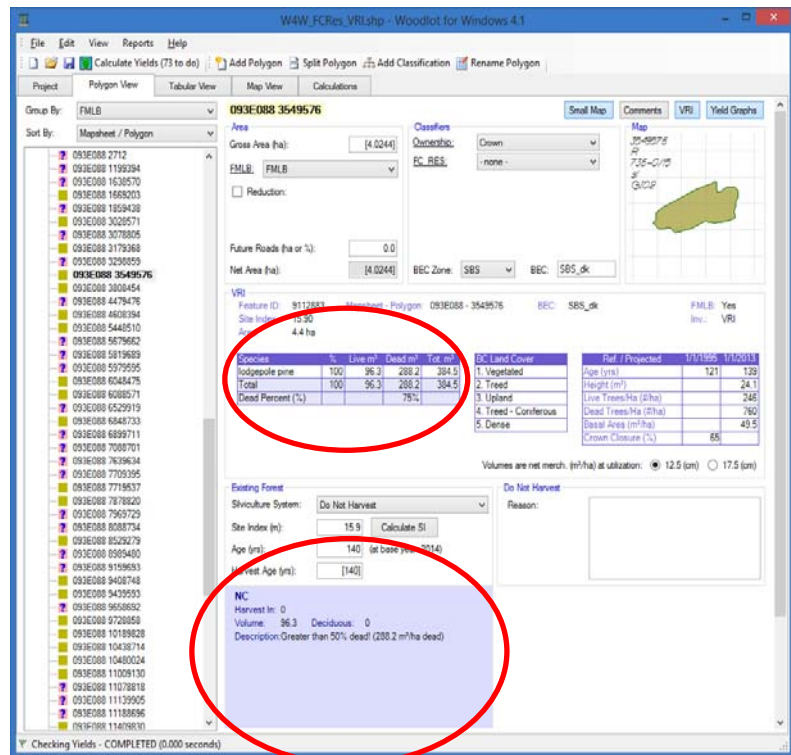 W4W_FCRes_VRI.shp - Woodlot for Windows 4.1
File Edit View Reports Help
Calculate Yields (73 to do) Add Polygon Split Polygon Add Classification Rename Polygon
Project Polygon View Tabular View Map View Calculations
Group By: FMLB
Sort By: Mapsheet / Polygon
093E088 2712
093E088 1199394
093E088 1638570
093E088 1669203
093E088 1859438
093E088 3028571
093E088 3078805
093E088 3179368
093E088 3298859
093E088 3549576
093E088 3808454
093E088 4479476
093E088 4608394
093E088 5448510
093E088 5679662
093E088 5819689
093E088 5979595
093E088 6048475
093E088 6088571
093E088 6529919
093E088 6848733
093E088 6899711
093E088 7088701
093E088 7639634
093E088 7709395
093E088 7719537
093E088 7878820
093E088 7969729
093E088 8088734
093E088 8529279
093E088 8989480
093E088 9159693
093E088 9408748
093E088 9439593
093E088 9658692
093E088 9728858
093E088 10189828
093E088 10438714
093E088 10480024
093E088 11009130
093E088 11078818
093E088 11139905
093E088 11188696
093E088 11409830
093E088 3549576 Small Map Comments VRI Yield Graphs
Area
Gross Area (ha): [4.0244]
FMLB: FMLB
Reduction:
Future Roads (ha or %): 0.0
Net Area (ha): [4.0244]
Classifiers
Ownership: Crown
FC_RES: - none -
BEC Zone: SBS BEC: SBS_dk
Map
3549576
VRI
Feature ID: 9112883 Mapsheet - Polygon: 093E088 - 3549576 BEC: SBS_dk FMLB: Yes
Site Index: 15.90 Inv.: VRI
4.4 ha
Species % Live m³ Dead m³ Tot. m³
lodgepole pine 100 96.3 288.2 384.5
Total 100 96.3 288.2 384.5
Dead Percent (%) 75%
BC Land Cover
1. Vegetated
2. Treed
3. Upland
4. Treed - Coniferous
5. Dense
Ref. / Projected 1/1/1995 1/1/2013
Age (yrs) 121 139
Height (m³) 24.1
Live Trees/Ha (#/ha) 246
Dead Trees/Ha (#/ha) 760
Basal Area (m²/ha) 49.5
Crown Closure (%) 65
Volumes are net merch. (m³/ha) at utilization: 12.5 (cm) 17.5 (cm)
Existing Forest
Silviculture System: Do Not Harvest
Site Index (m): 15.9 Calculate SI
Age (yrs): 140 (at base year 2014)
Harvest Age (yrs): [140]
Do Not Harvest
Reason:
NC
Harvest In: 0
Volume: 96.3 Deciduous: 0
Description:Greater than 50% dead! (288.2 m³/ha dead)
Checking Yields - COMPLETED (0.000 seconds)